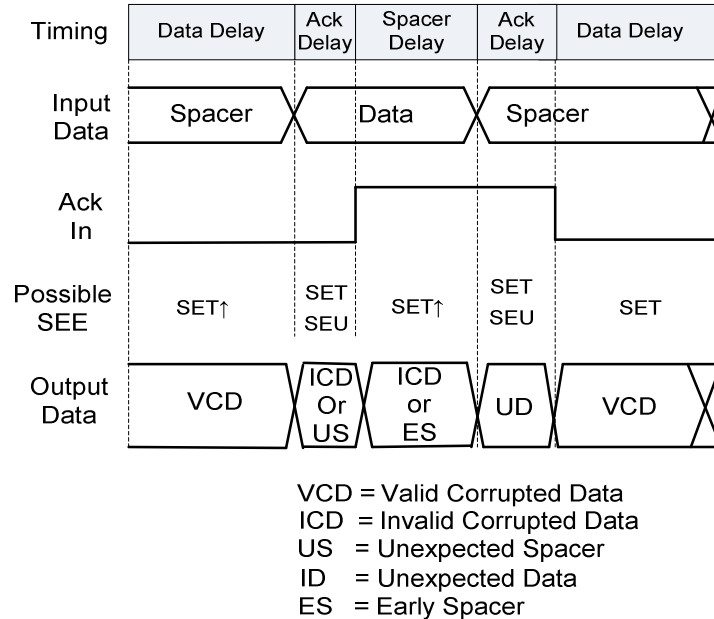 Timing Data Delay Ack Delay Spacer Delay Ack Delay Data Delay
Input Data Spacer Data Spacer
Ack In
Possible SEE SET↑ SET SEU SET↑ SET SEU SET
Output Data VCD ICD Or US ICD or ES UD VCD
VCD = Valid Corrupted Data
ICD = Invalid Corrupted Data
US = Unexpected Spacer
ID = Unexpected Data
ES = Early Spacer